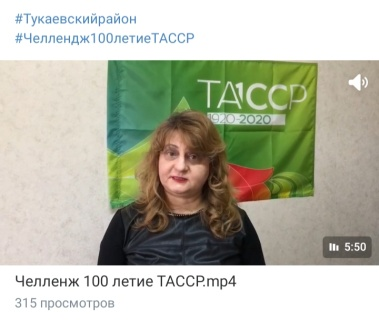 #Тукаевскийрайон
#Челлендж100летиеТАССР
ТАССР
1920-2020
5:50
Челленж 100 летие ТАССР.mp4
315 просмотров